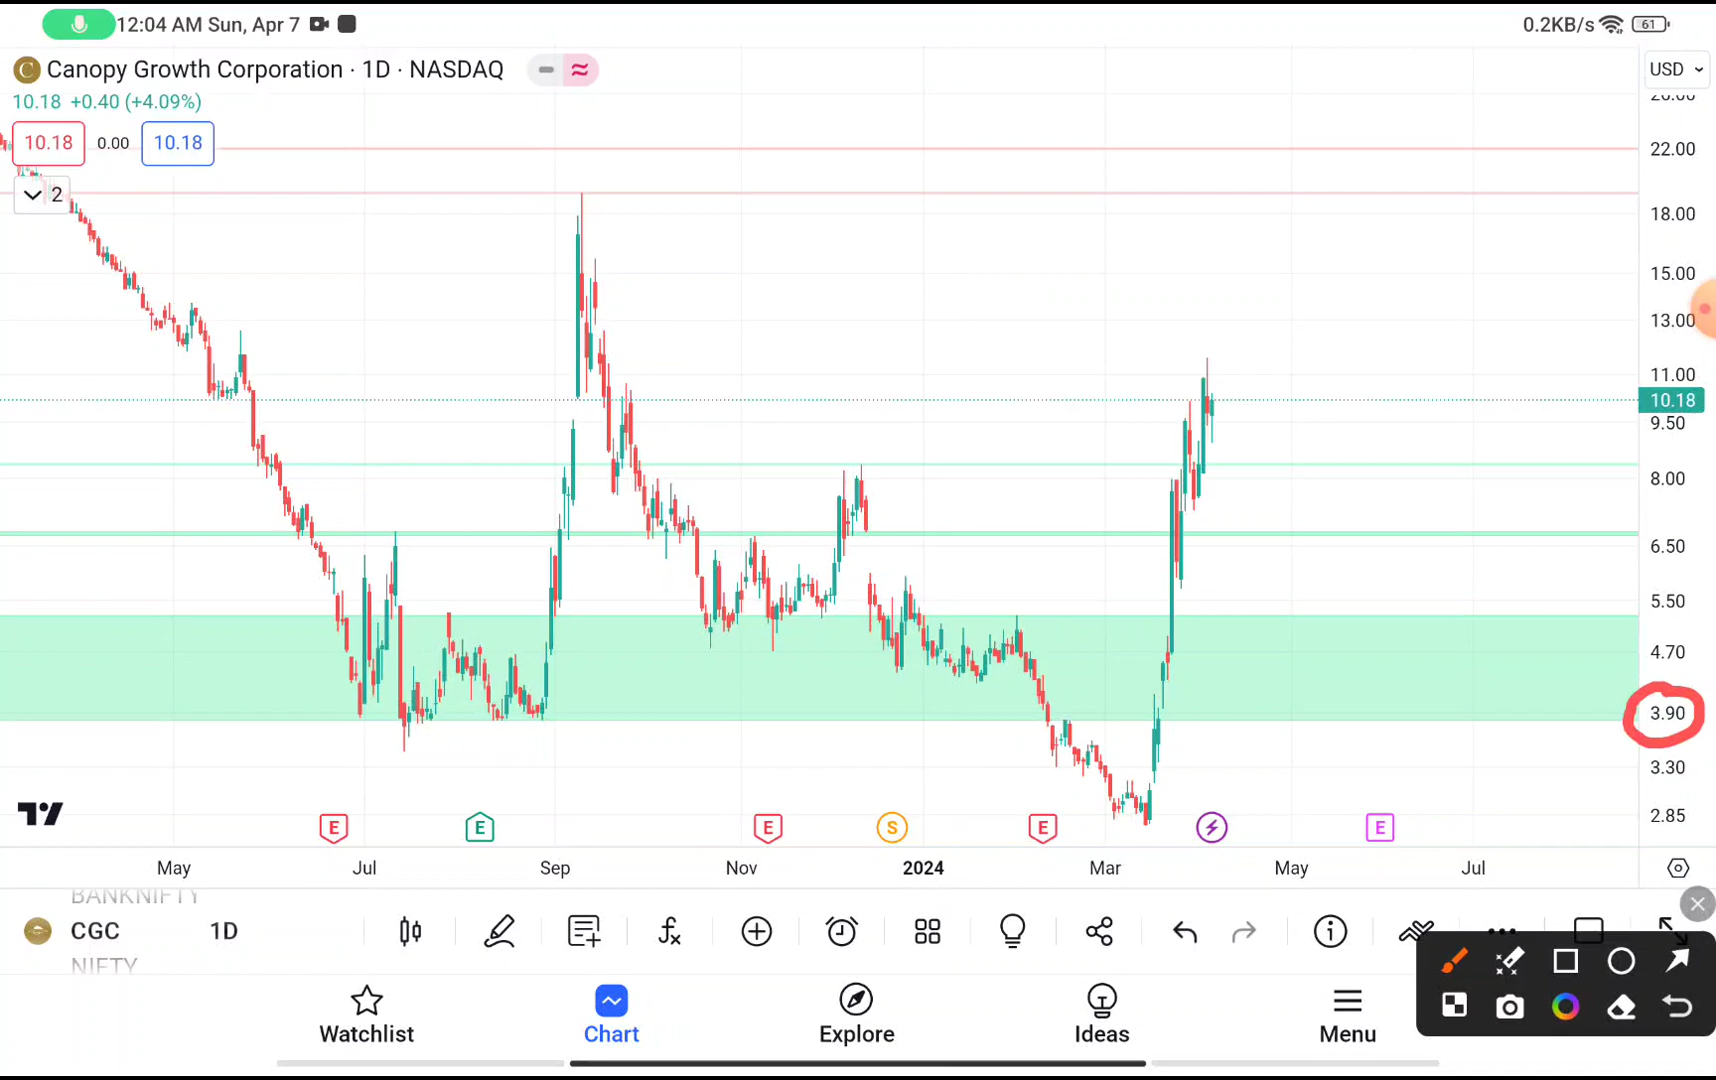 12:04 AM Sun, Apr 7
0.2KB/s
61
C Canopy Growth Corporation · 1D · NASDAQ
USD
10.18 +0.40 (+4.09%)
10.18 0.00 10.18
2
22.00
18.00
15.00
13.00
11.00
10.18
9.50
8.00
6.50
5.50
4.70
3.90
3.30
2.85
E E E S E E
May Jul Sep Nov 2024 Mar May Jul
BANKNIFTY
CGC 1D
NIFTY
Watchlist Chart Explore Ideas Menu